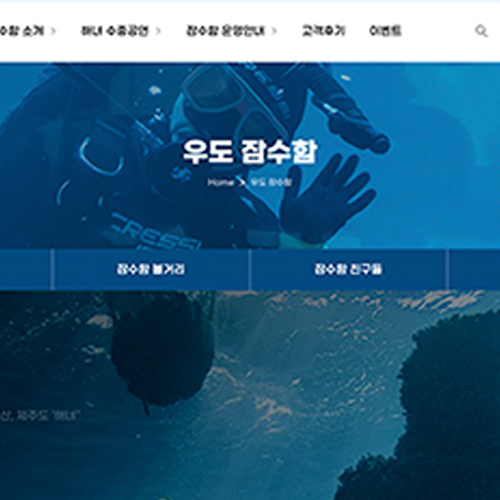 수함 소개 > 해녀 수중공연 > 잠수함 운영안내 > 고객후기 이벤트
우도 잠수함
Home > 우도 잠수함
CRESSI
잠수함 볼거리 잠수함 친구들
산, 제주도 '해녀'